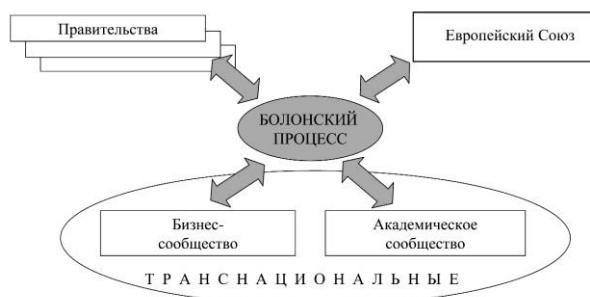 Правительства
Европейский Союз
БОЛОНСКИЙ
ПРОЦЕСС
Бизнес-
сообщество
Академическое
сообщество
ТРАНСНАЦИОНАЛЬНЫЕ